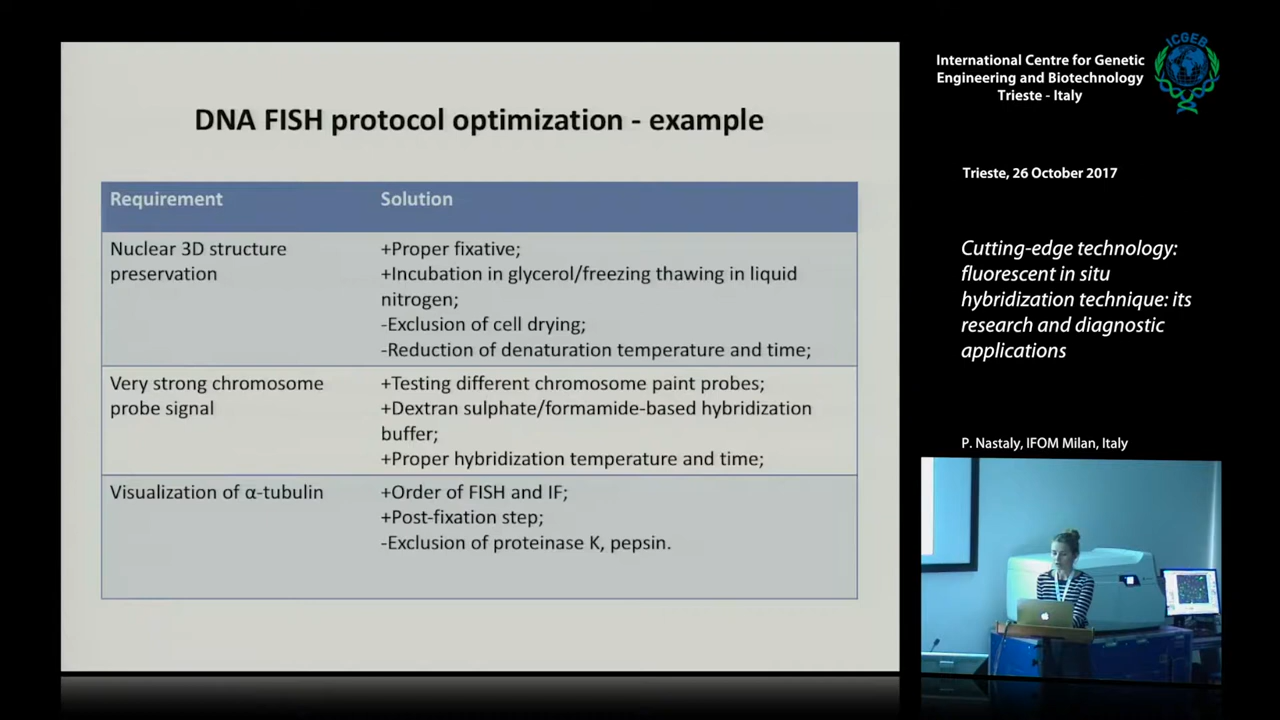 DNA FISH protocol optimization - example
Requirement
Solution
Nuclear 3D structure
preservation
+Proper fixative;
+Incubation in glycerol/freezing thawing in liquid
nitrogen;
-Exclusion of cell drying;
-Reduction of denaturation temperature and time;
Very strong chromosome
probe signal
+Testing different chromosome paint probes;
+Dextran sulphate/formamide-based hybridization
buffer;
+Proper hybridization temperature and time;
Visualization of α-tubulin
+Order of FISH and IF;
+Post-fixation step;
-Exclusion of proteinase K, pepsin.
International Centre for Genetic
Engineering and Biotechnology
Trieste - Italy
ICGEB
Trieste, 26 October 2017
Cutting-edge technology:
fluorescent in situ
hybridization technique: its
research and diagnostic
applications
P. Nastaly, IFOM Milan, Italy